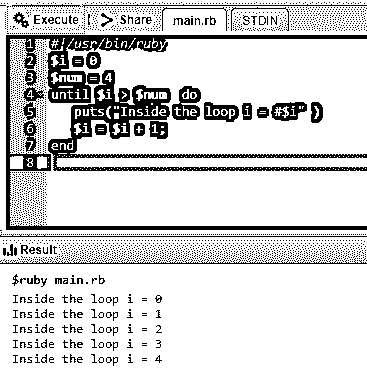 Execute Share main.rb STDIN
1 #!/usr/bin/ruby
2 $i = 0
3 $num = 4
4 until $i > $num do
5 puts("Inside the loop i = #$i" )
6 $i = $i + 1;
7 end
8
Result
$ruby main.rb
Inside the loop i = 0
Inside the loop i = 1
Inside the loop i = 2
Inside the loop i = 3
Inside the loop i = 4